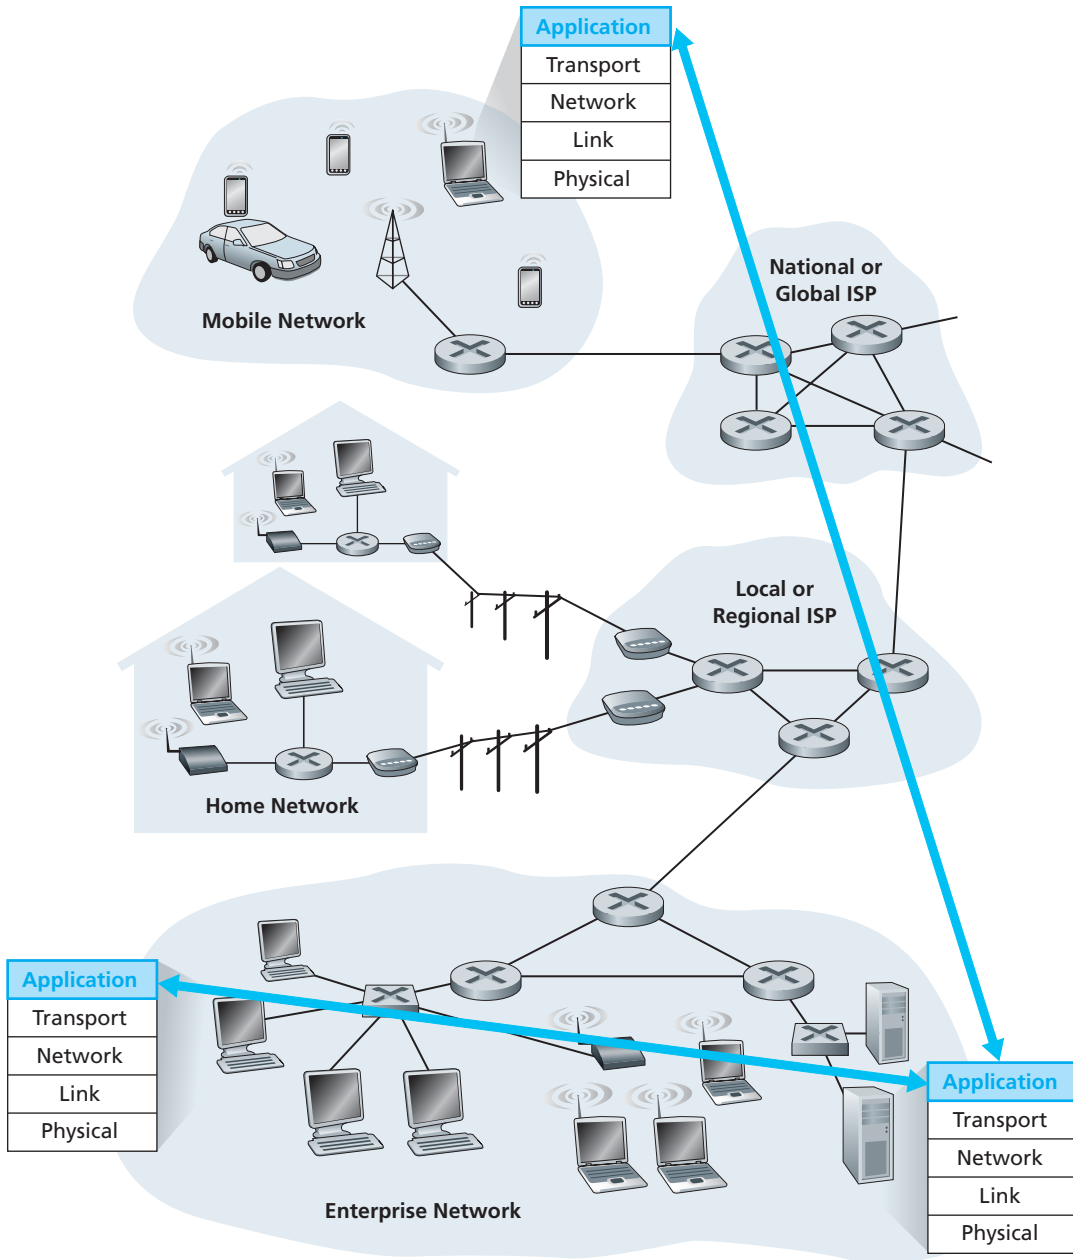 Application
Transport
Network
Link
Physical
National or
Global ISP
Mobile Network
Local or
Regional ISP
Home Network
Application
Transport
Network
Link
Physical
Application
Transport
Network
Link
Physical
Enterprise Network